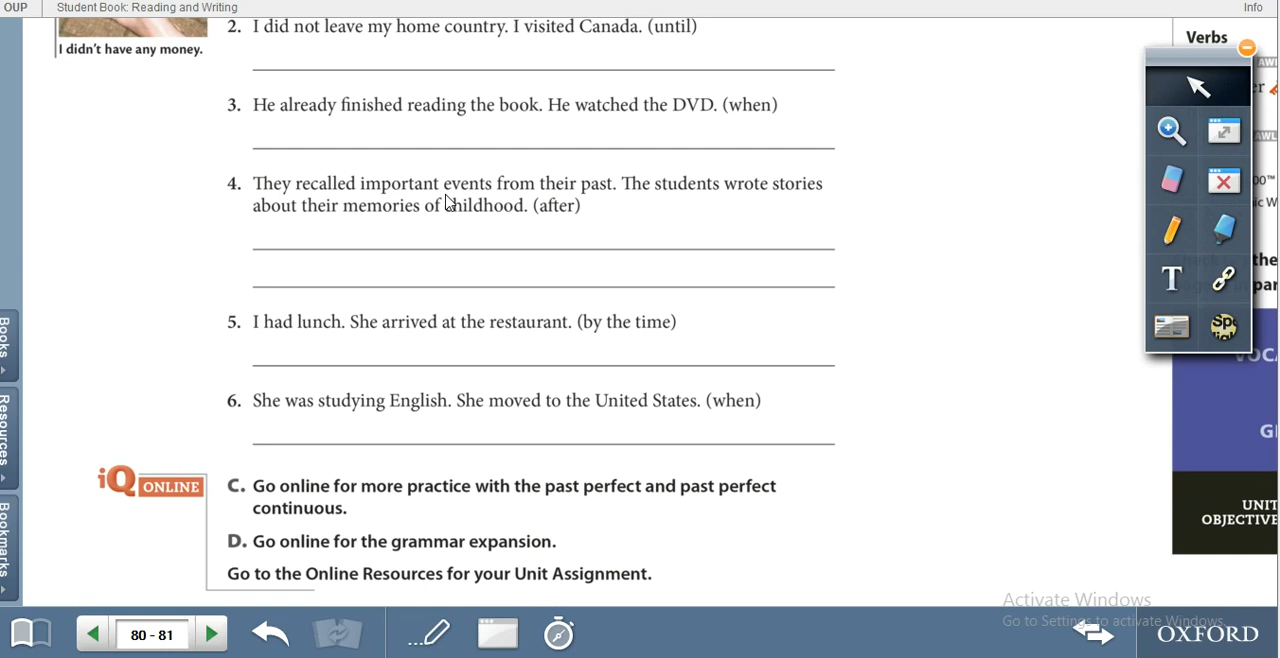 OUP Student Book: Reading and Writing Info
I didn't have any money.
2. I did not leave my home country. I visited Canada. (until)
3. He already finished reading the book. He watched the DVD. (when)
4. They recalled important events from their past. The students wrote stories
about their memories of childhood. (after)
5. I had lunch. She arrived at the restaurant. (by the time)
6. She was studying English. She moved to the United States. (when)
iQ ONLINE
C. Go online for more practice with the past perfect and past perfect
continuous.
D. Go online for the grammar expansion.
Go to the Online Resources for your Unit Assignment.
Books
Resources
Bookmarks
Verbs
T
UNIT
OBJECTIVE
Activate Windows
Go to Settings to activate Windows.
80 - 81
OXFORD